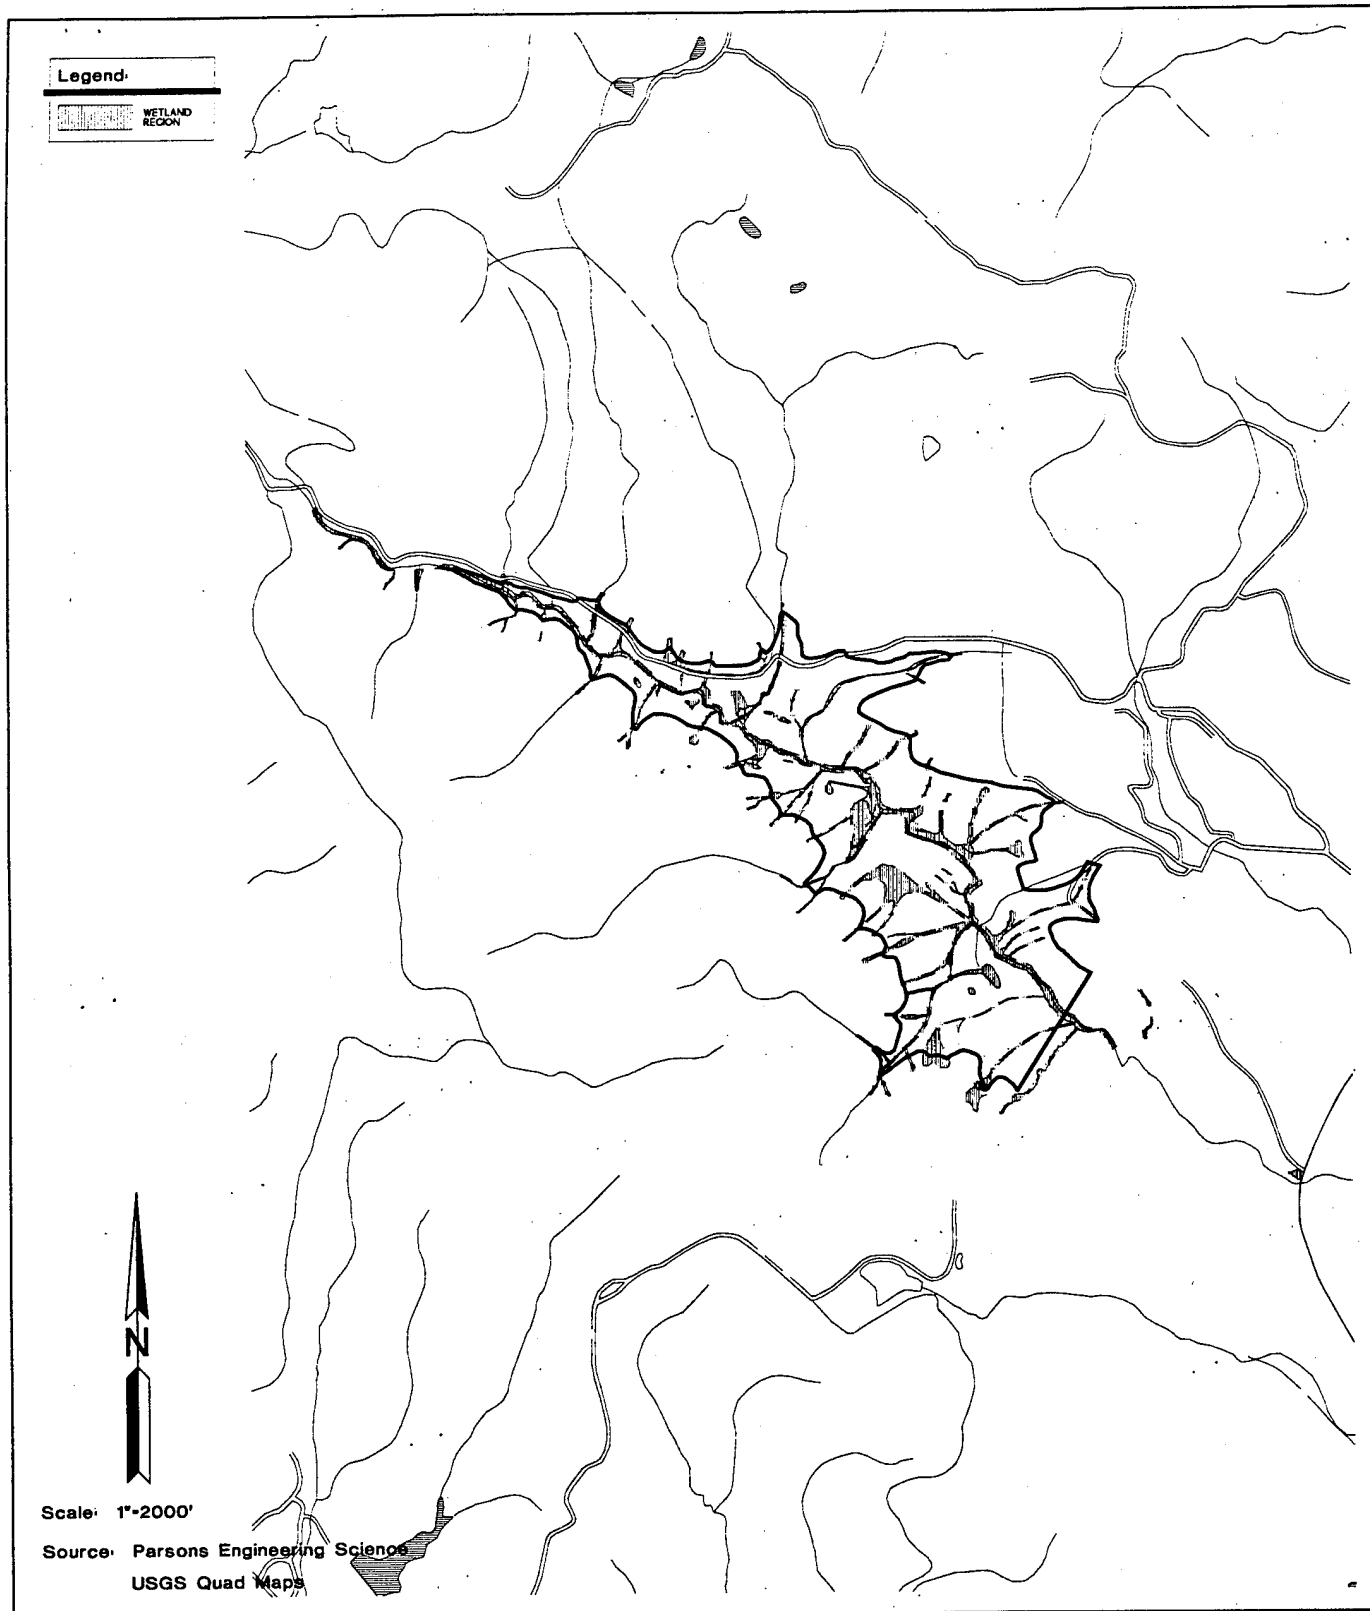 Legend:
WETLAND
REGION
N
Scale: 1"=2000'
Source: Parsons Engineering Science
USGS Quad Maps